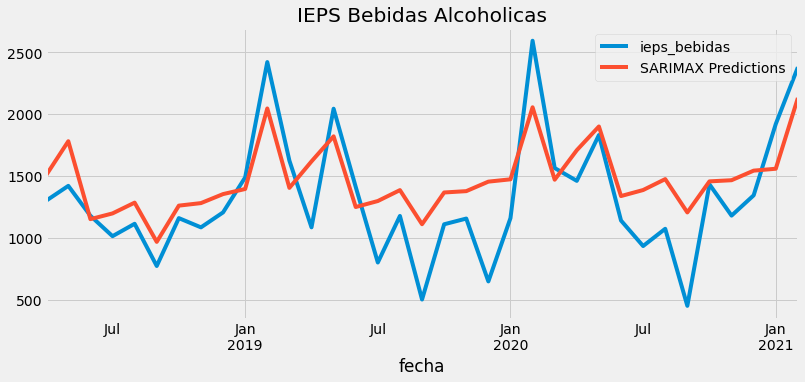 IEPS Bebidas Alcoholicas
ieps_bebidas
SARIMAX Predictions
2500
2000
1500
1000
500
Jul
Jan
2019
Jul
Jan
2020
Jul
Jan
2021
fecha